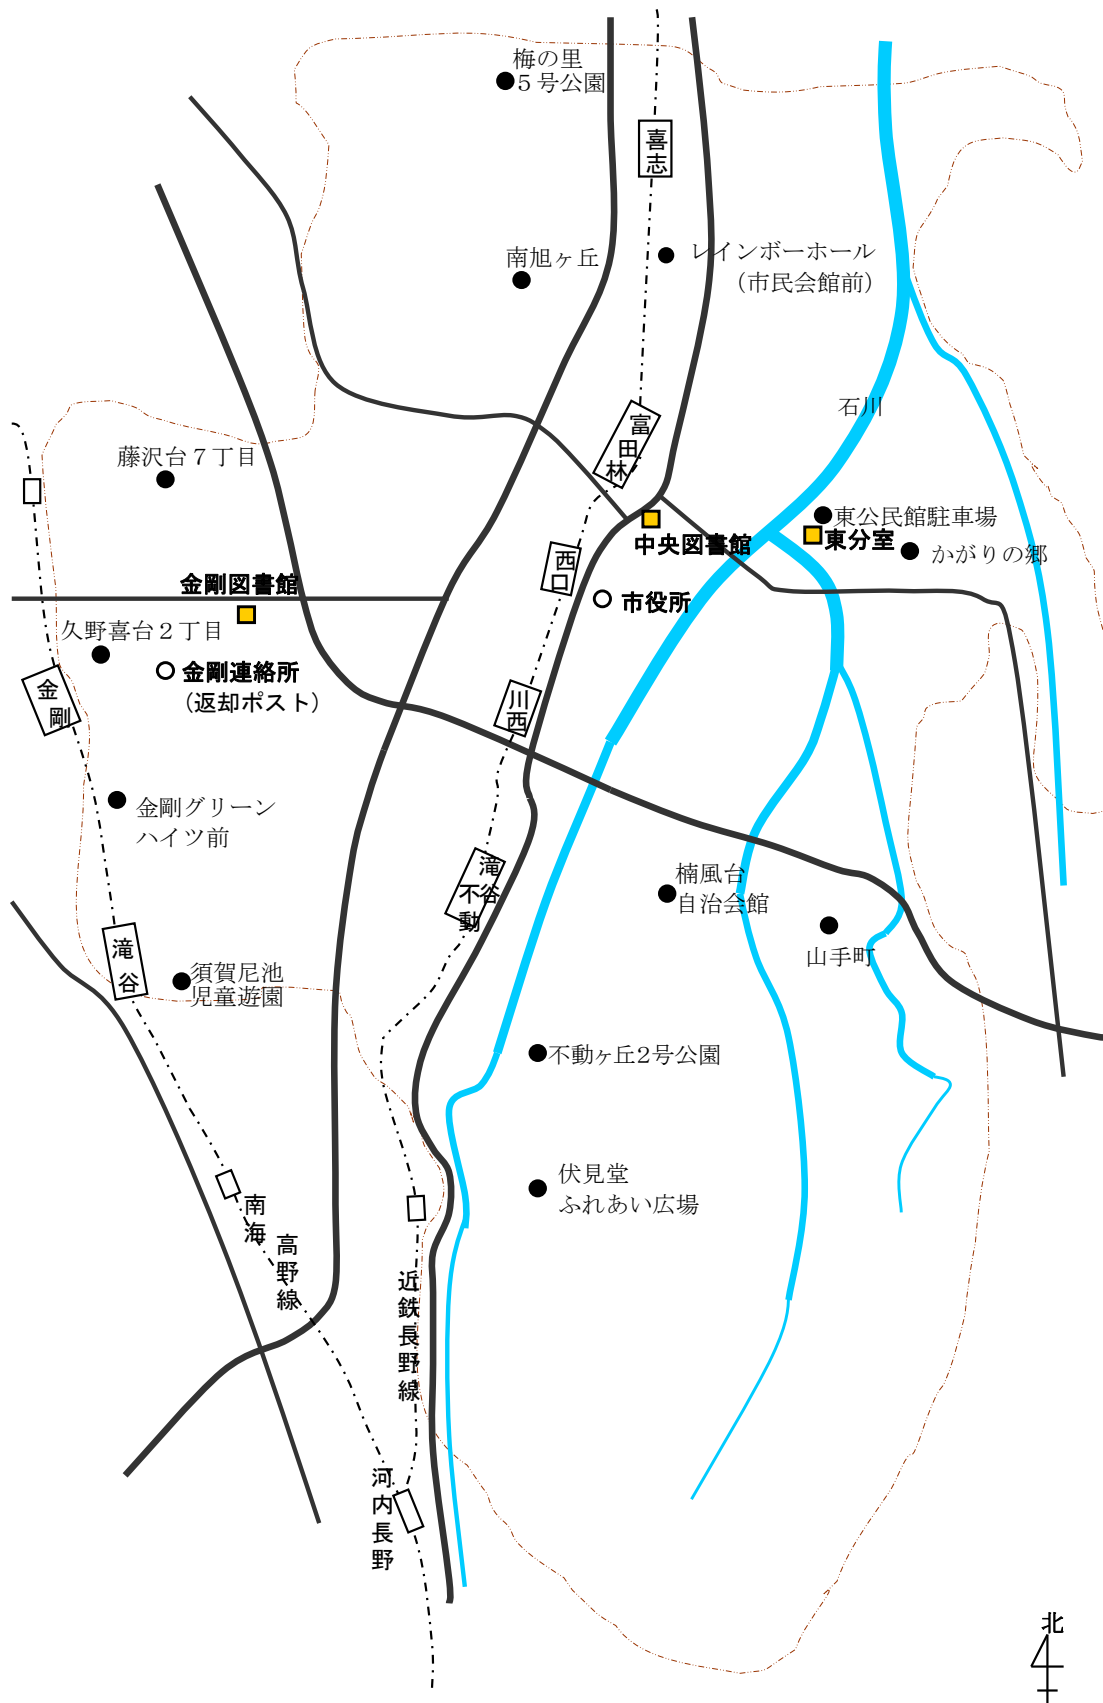 梅の里
５号公園
喜志
南旭ヶ丘
レインボーホール
（市民会館前）
石川
富田林
藤沢台７丁目
東公民館駐車場
東分室
中央図書館
かがりの郷
西口
金剛図書館
市役所
久野喜台２丁目
金剛連絡所
（返却ポスト）
金剛
川西
金剛グリーン
ハイツ前
滝谷
不動
楠風台
自治会館
山手町
滝谷
須賀尼池
児童遊園
不動ヶ丘2号公園
伏見堂
ふれあい広場
南海
高野線
近鉄長野線
河内長野
北